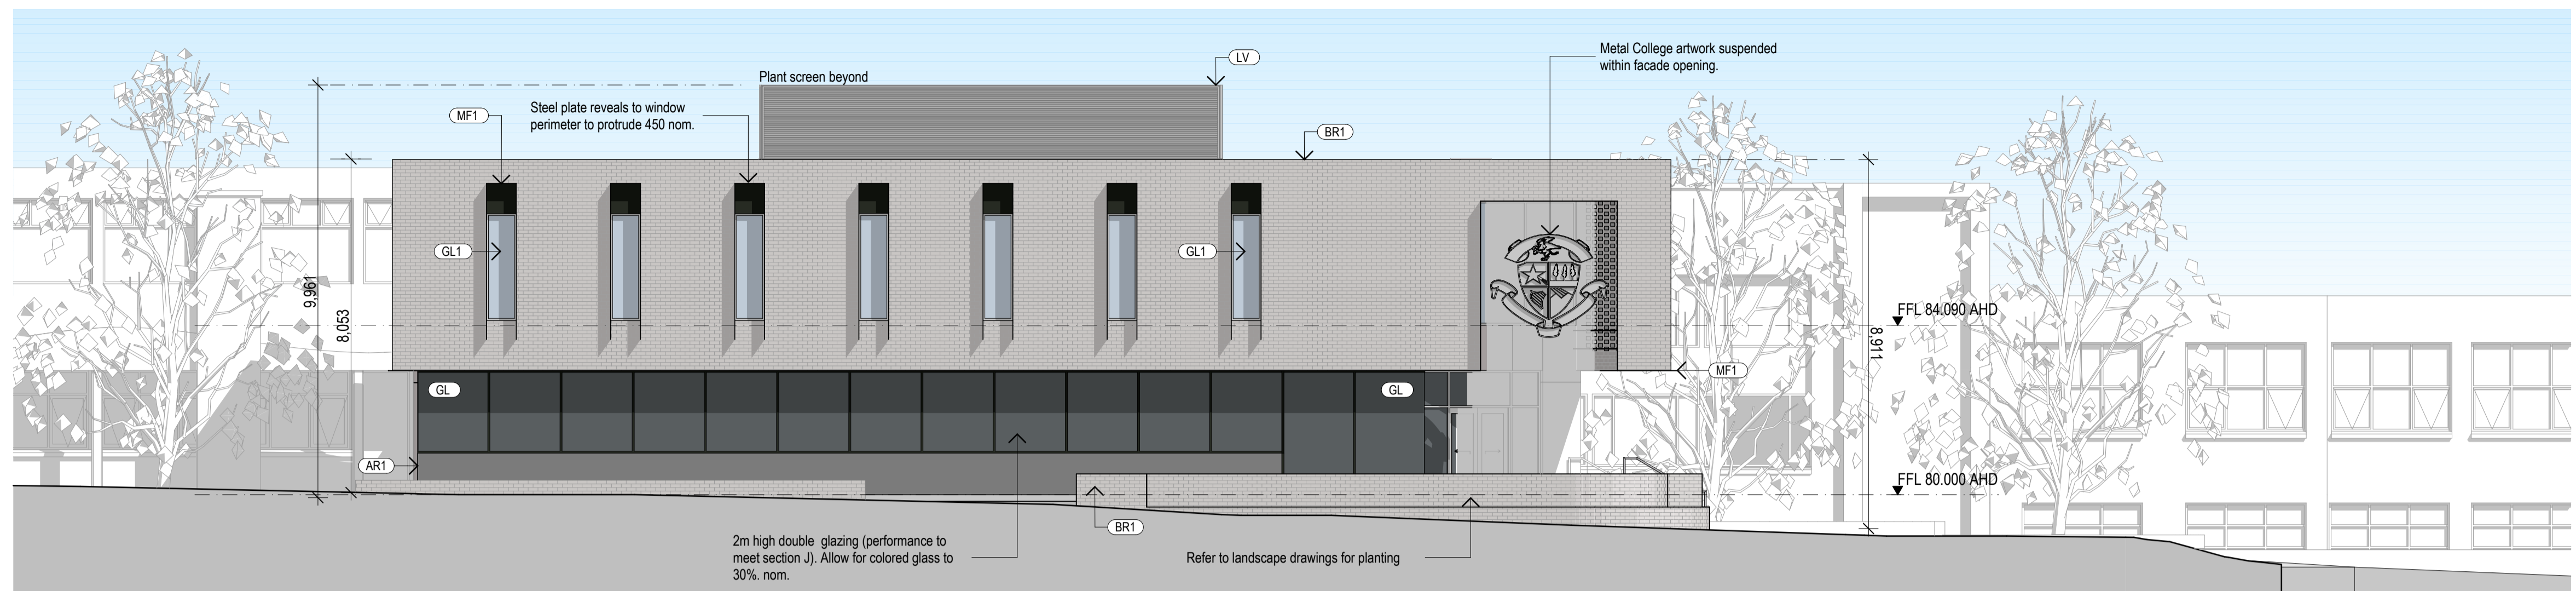 Metal College artwork suspended
within facade opening.
LV
Plant screen beyond
Steel plate reveals to window
perimeter to protrude 450 nom.
MF1
BR1
GL1
GL1
9,961
8,053
FFL 84.090 AHD
8,911
MF1
GL
GL
AR1
FFL 80.000 AHD
BR1
2m high double glazing (performance to
meet section J). Allow for colored glass to
30%. nom.
Refer to landscape drawings for planting